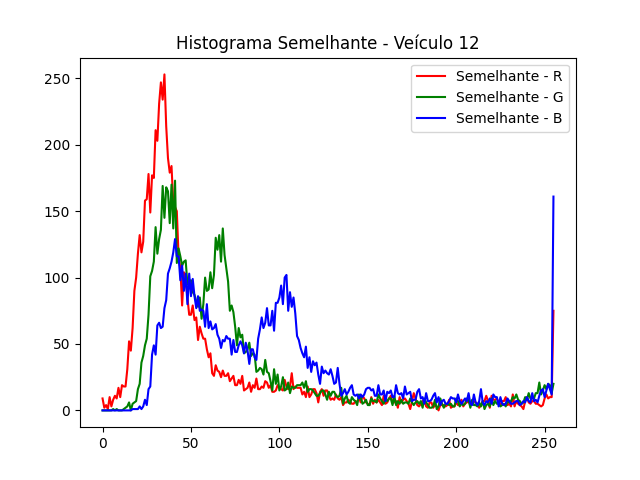 Histograma Semelhante - Veículo 12
Semelhante - R
Semelhante - G
Semelhante - B
250
200
150
100
50
0
0 50 100 150 200 250